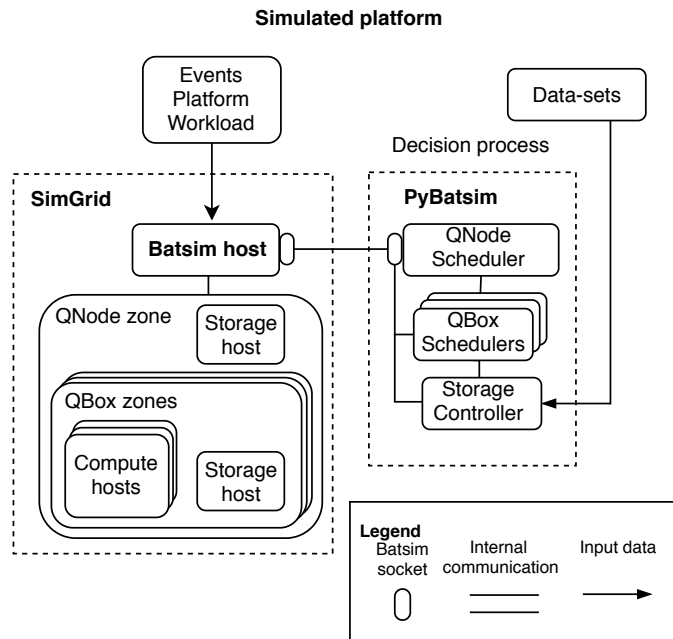 Simulated platform
Events
Platform
Workload
Data-sets
Decision process
SimGrid
PyBatsim
Batsim host
QNode
Scheduler
QNode zone
Storage
host
QBox
Schedulers
QBox zones
Storage
Controller
Compute
hosts
Storage
host
Legend
Batsim
socket
Internal
communication
Input data